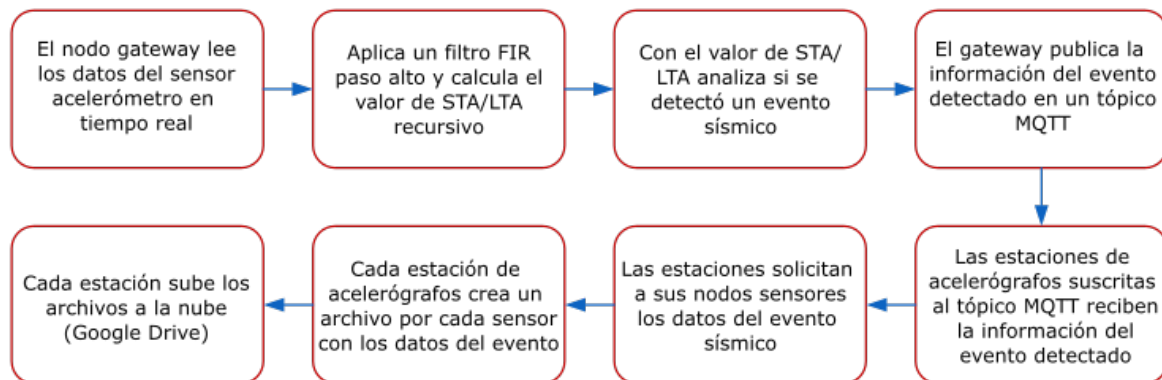 El nodo gateway lee
los datos del sensor
acelerómetro en
tiempo real
Aplica un filtro FIR
paso alto y calcula el
valor de STA/LTA
recursivo
Con el valor de STA/
LTA analiza si se
detectó un evento
sísmico
El gateway publica la
información del evento
detectado en un tópico
MQTT
Las estaciones de
acelerógrafos suscritas
al tópico MQTT reciben
la información del
evento detectado
Las estaciones solicitan
a sus nodos sensores
los datos del evento
sísmico
Cada estación de
acelerógrafos crea un
archivo por cada sensor
con los datos del evento
Cada estación sube los
archivos a la nube
(Google Drive)